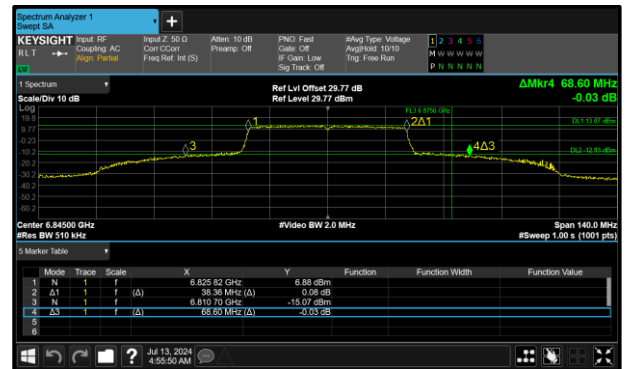 Spectrum Analyzer 1
Swept SA
+
KEYSIGHT Input: RF Input Z: 50 Ω Atten: 10 dB PNO: Fast #Avg Type: Voltage 1 2 3 4 5 6
RLT Coupling: AC Corr CCorr Preamp: Off Gate: Off Avg|Hold: 10/10 M W W W W W
Align: Partial Freq Ref: Int (S) IF Gain: Low Trig: Free Run
Sig Track: Off P N N N N N
1 Spectrum Ref Lvl Offset 29.77 dB ΔMkr4 68.60 MHz
Scale/Div 10 dB Ref Level 29.77 dBm -0.03 dB
Log
FL3 6.8750 GHz
19.8
1 2Δ1 DL1 13.07 dBm
9.77
-0.23
3 4Δ3
-10.2 DL2 -12.93 dBm
-20.2
-30.2
-40.2
-50.2
-60.2
Center 6.84500 GHz #Video BW 2.0 MHz Span 140.0 MHz
#Res BW 510 kHz #Sweep 1.00 s (1001 pts)
5 Marker Table
Mode Trace Scale X Y Function Function Width Function Value
1 N 1 f 6.825 82 GHz 6.88 dBm
2 Δ1 1 f (Δ) 38.36 MHz (Δ) 0.08 dB
3 N 1 f 6.810 70 GHz -15.07 dBm
4 Δ3 1 f (Δ) 68.60 MHz (Δ) -0.03 dB
5
6
? Jul 13, 2024
4:55:50 AM